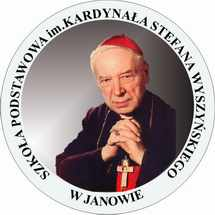 SZKOŁA PODSTAWOWA im. KARDYNAŁA STEFANA WYSZYŃSKIEGO
W JANOWIE